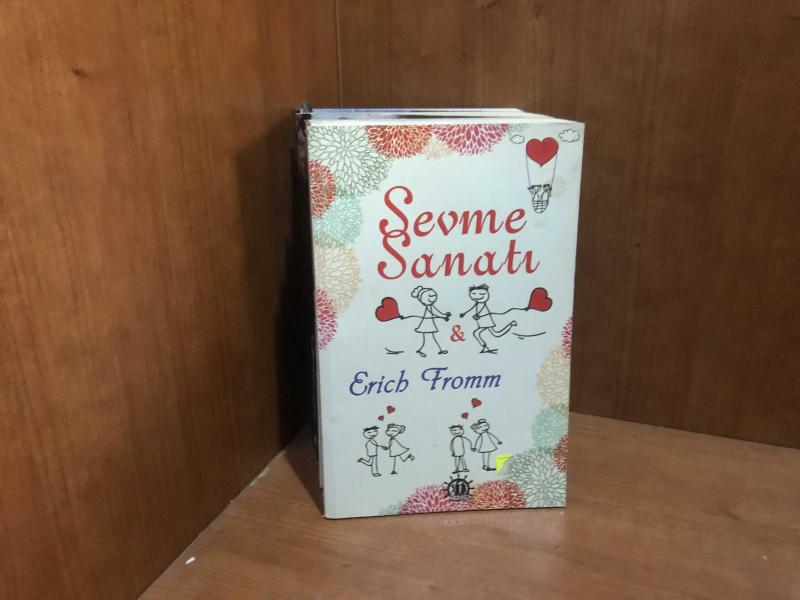 Sevme
Sanatı
&
Erich Fromm